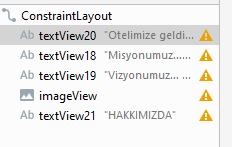 ConstraintLayout
Ab textView20 "Otelimize geldi...
Ab textView18 "Misyonumuz... ...
Ab textView19 "Vizyonumuz... ...
imageView
Ab textView21 "HAKKIMIZDA"